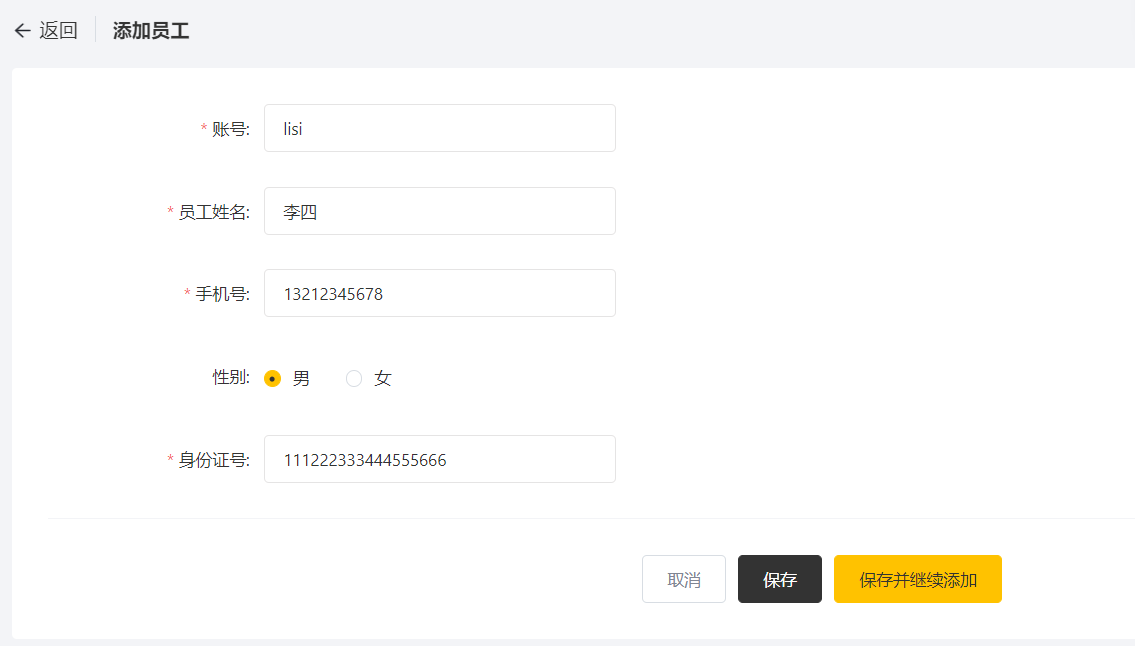 返回 添加员工
* 账号: lisi
* 员工姓名: 李四
* 手机号: 13212345678
性别: 男 女
* 身份证号: 111222333444555666
取消 保存 保存并继续添加